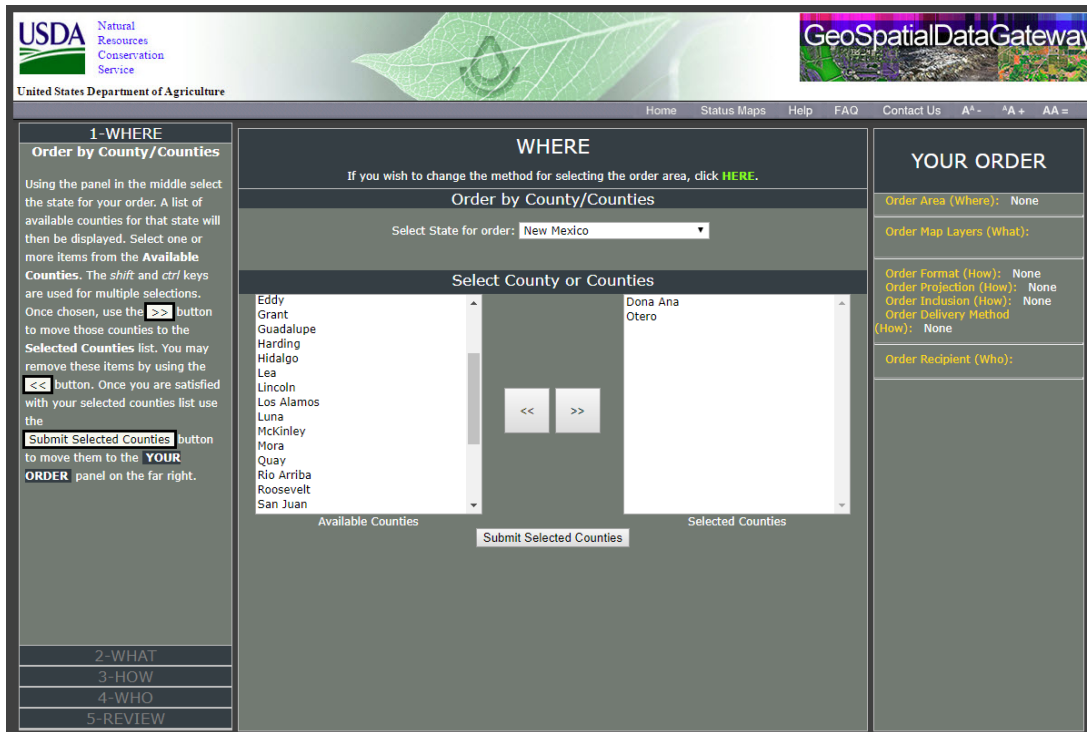 USDA
Natural
Resources
Conservation
Service
United States Department of Agriculture
GeoSpatialDataGateway
Home Status Maps Help FAQ Contact Us A^A - ^A A + AA =
1-WHERE
Order by County/Counties
Using the panel in the middle select
the state for your order. A list of
available counties for that state will
then be displayed. Select one or
more items from the Available
Counties. The shift and ctrl keys
are used for multiple selections.
Once chosen, use the >> button
to move those counties to the
Selected Counties list. You may
remove these items by using the
<< button. Once you are satisfied
with your selected counties list use
the
Submit Selected Counties button
to move them to the YOUR
ORDER panel on the far right.
2-WHAT
3-HOW
4-WHO
5-REVIEW
WHERE
If you wish to change the method for selecting the order area, click HERE.
Order by County/Counties
Select State for order: New Mexico
Select County or Counties
Eddy
Grant
Guadalupe
Harding
Hidalgo
Lea
Lincoln
Los Alamos
Luna
McKinley
Mora
Quay
Rio Arriba
Roosevelt
San Juan
Available Counties
<< >>
Dona Ana
Otero
Selected Counties
Submit Selected Counties
YOUR ORDER
Order Area (Where): None
Order Map Layers (What):
Order Format (How): None
Order Projection (How): None
Order Inclusion (How): None
Order Delivery Method
(How): None
Order Recipient (Who):